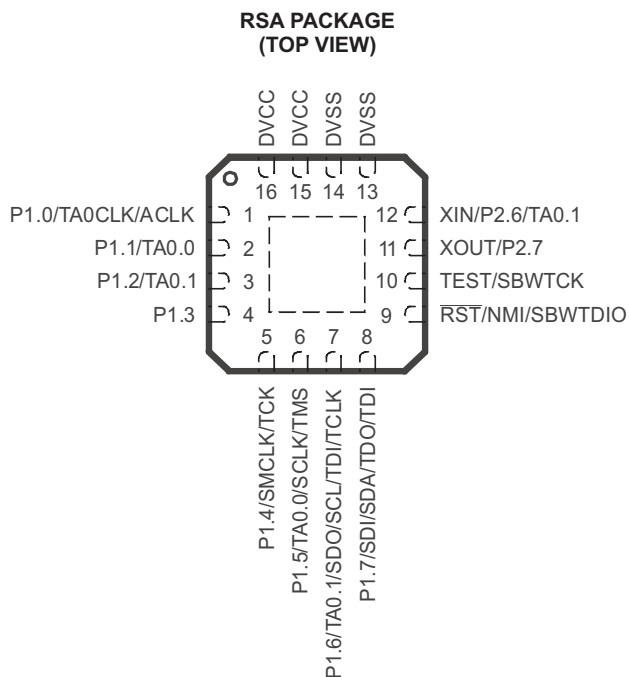 RSA PACKAGE
(TOP VIEW)
DVCC
DVCC
DVSS
DVSS
16
15
14
13
P1.0/TA0CLK/ACLK
1
P1.1/TA0.0
2
P1.2/TA0.1
3
P1.3
4
12
XIN/P2.6/TA0.1
11
XOUT/P2.7
10
TEST/SBWTCK
9
RST/NMI/SBWTDIO
5
6
7
8
P1.4/SMCLK/TCK
P1.5/TA0.0/SCLK/TMS
P1.6/TA0.1/SDO/SCL/TDI/TCLK
P1.7/SDI/SDA/TDO/TDI